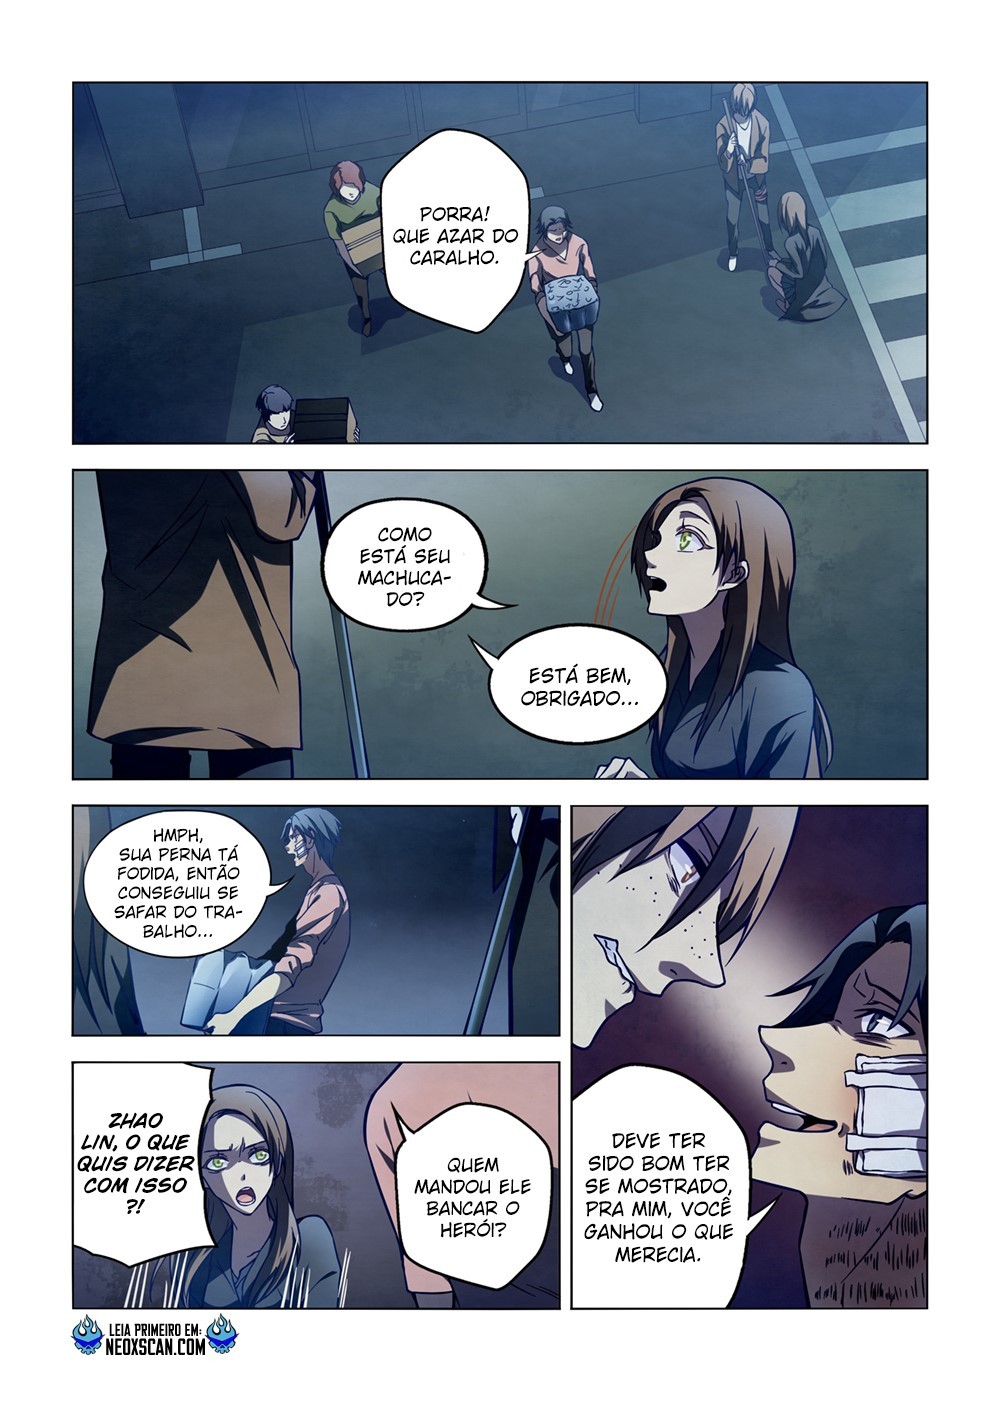 PORRA!
QUE AZAR DO
CARALHO.
COMO
ESTÁ SEU
MACHUCA-
DO?
ESTÁ BEM,
OBRIGADO...
HMPH,
SUA PERNA TÁ
FODIDA, ENTÃO
CONSEGUIU SE
SAFAR DO TRA-
BALHO...
DEVE TER
SIDO BOM TER
SE MOSTRADO,
PRA MIM, VOCÊ
GANHOU O QUE
MERECIA.
ZHAO
LIN, O QUE
QUIS DIZER
COM ISSO
?!
QUEM
MANDOU ELE
BANCAR O
HERÓI?
LEIA PRIMEIRO EM:
NEOXSCAN.COM